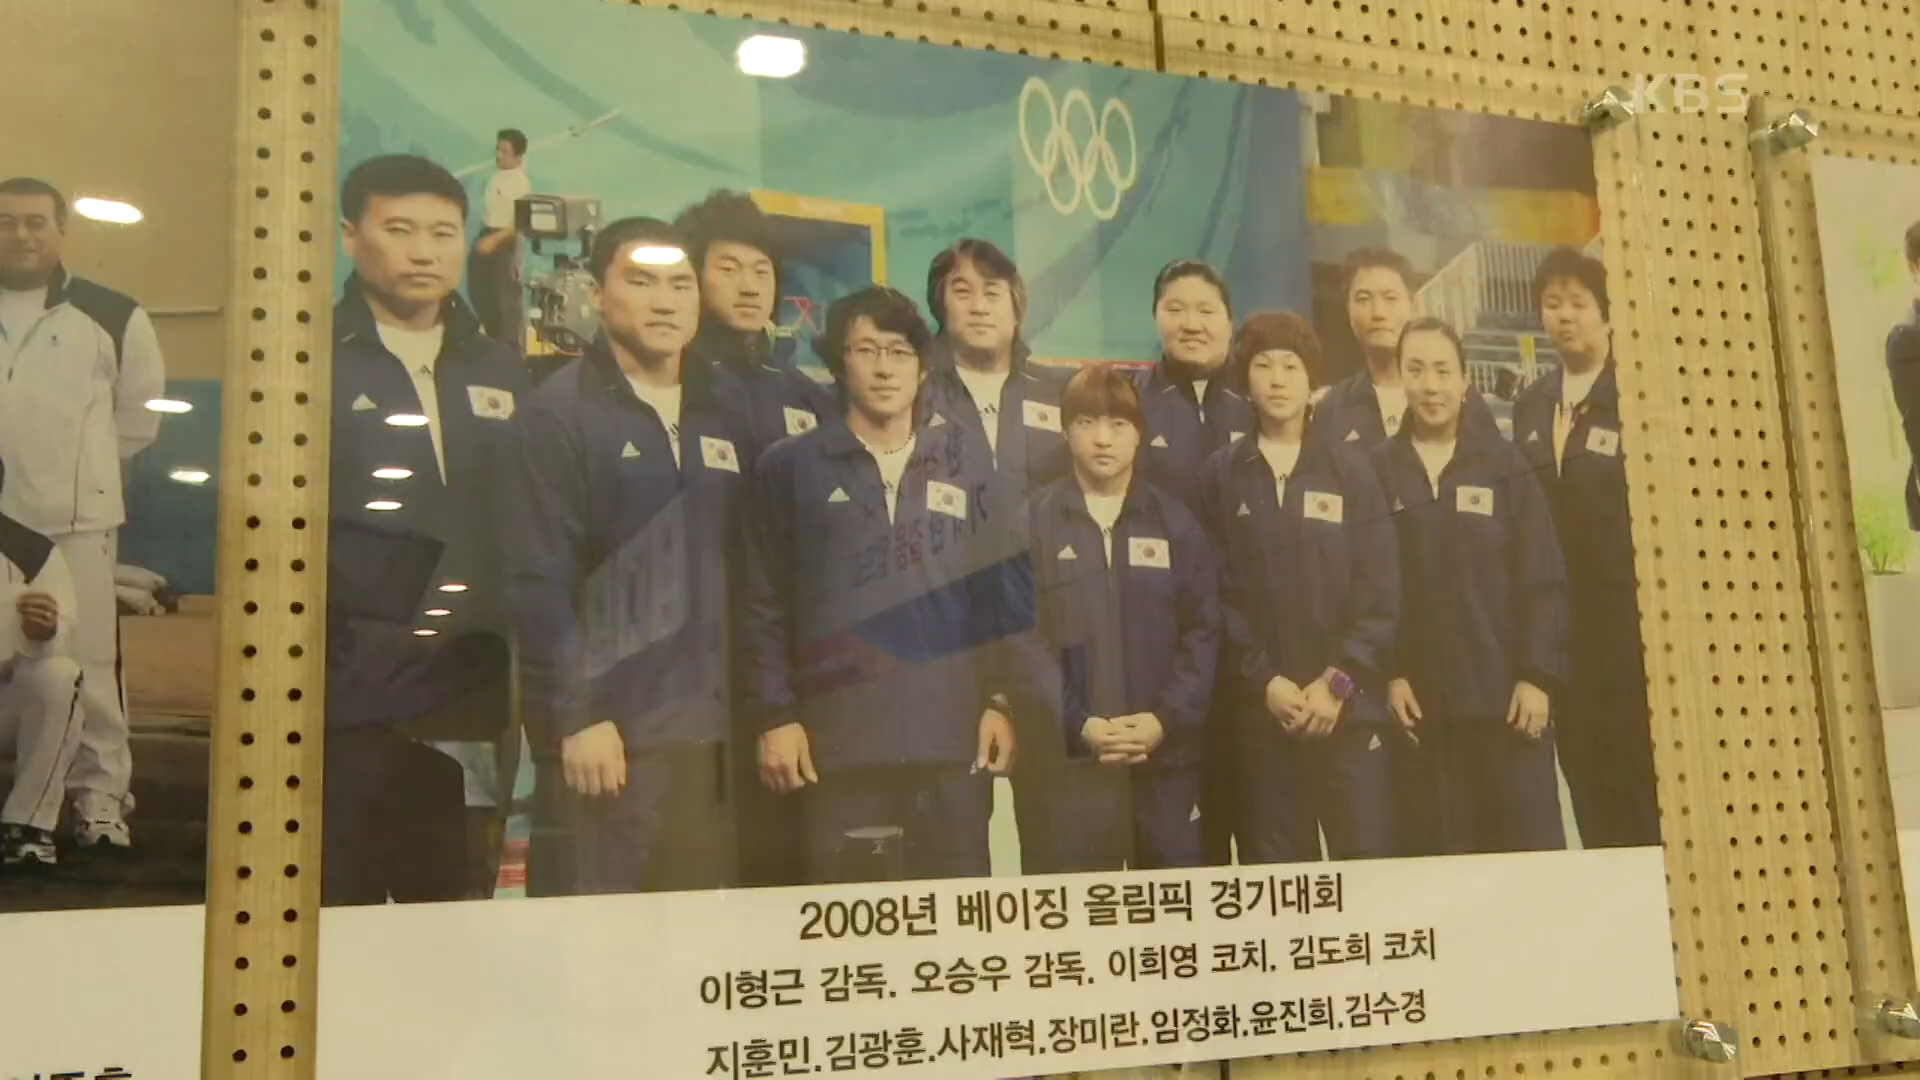 KBS
2008년 베이징 올림픽 경기대회
이형근 감독. 오승우 감독. 이희영 코치. 김도희 코치
지훈민.김광훈.사재혁.장미란.임정화.윤진희.김수경